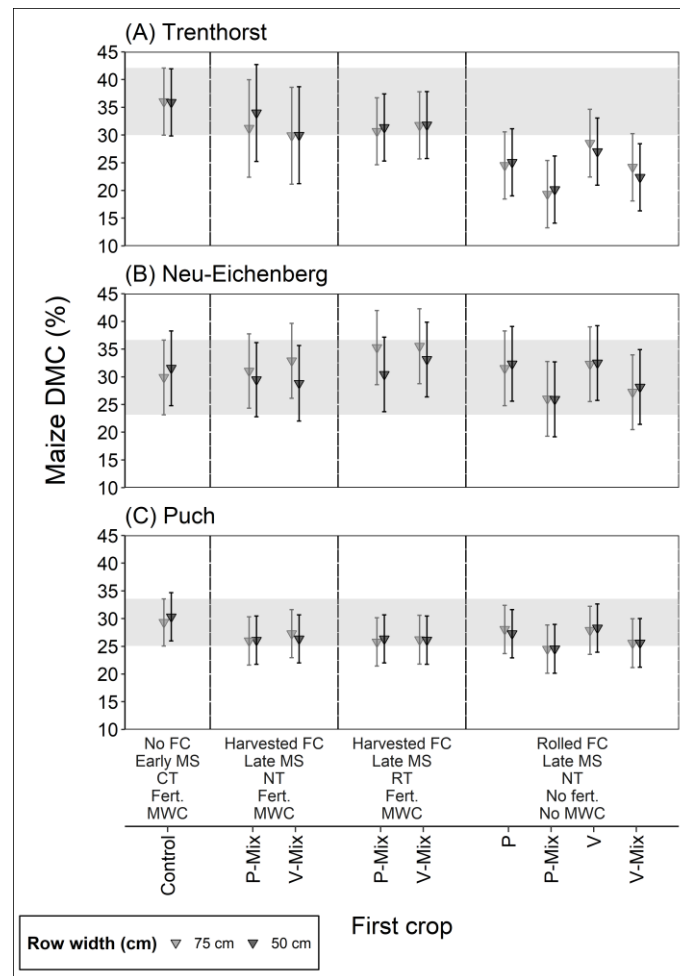 (A) Trenthorst
45
40
35
30
25
20
15
10
(B) Neu-Eichenberg
45
40
35
30
25
20
15
10
(C) Puch
45
40
35
30
25
20
15
10
Maize DMC (%)
No FC
Early MS
CT
Fert.
MWC
Harvested FC
Late MS
NT
Fert.
MWC
Harvested FC
Late MS
RT
Fert.
MWC
Rolled FC
Late MS
NT
No fert.
No MWC
Control
P-Mix
V-Mix
P-Mix
V-Mix
P
P-Mix
V
V-Mix
First crop
Row width (cm) 75 cm 50 cm